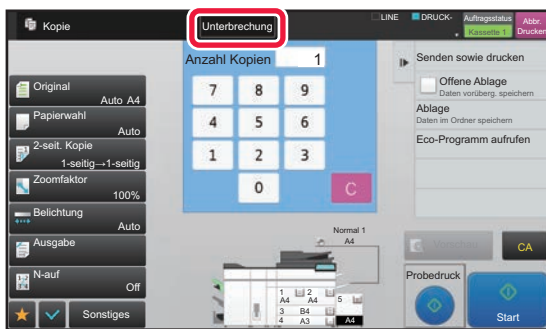 Kopie
Unterbrechung
LINE
DRUCK-
Auftragsstatus
Kassette 1
Abbr.
Drucken
Anzahl Kopien 1
7 8 9
4 5 6
1 2 3
0 C
Original
Auto A4
Papierwahl
Auto
2-seit. Kopie
1-seitig→1-seitig
Zoomfaktor
100%
Belichtung
Auto
Ausgabe
N-auf
Off
Sonstiges
Senden sowie drucken
Offene Ablage
Daten vorüberg. speichern
Ablage
Daten im Ordner speichern
Eco-Programm aufrufen
Normal 1
A4
1 2
A4 A4
3 B4
4 A3
5
A4
CA
Probedruck
Start